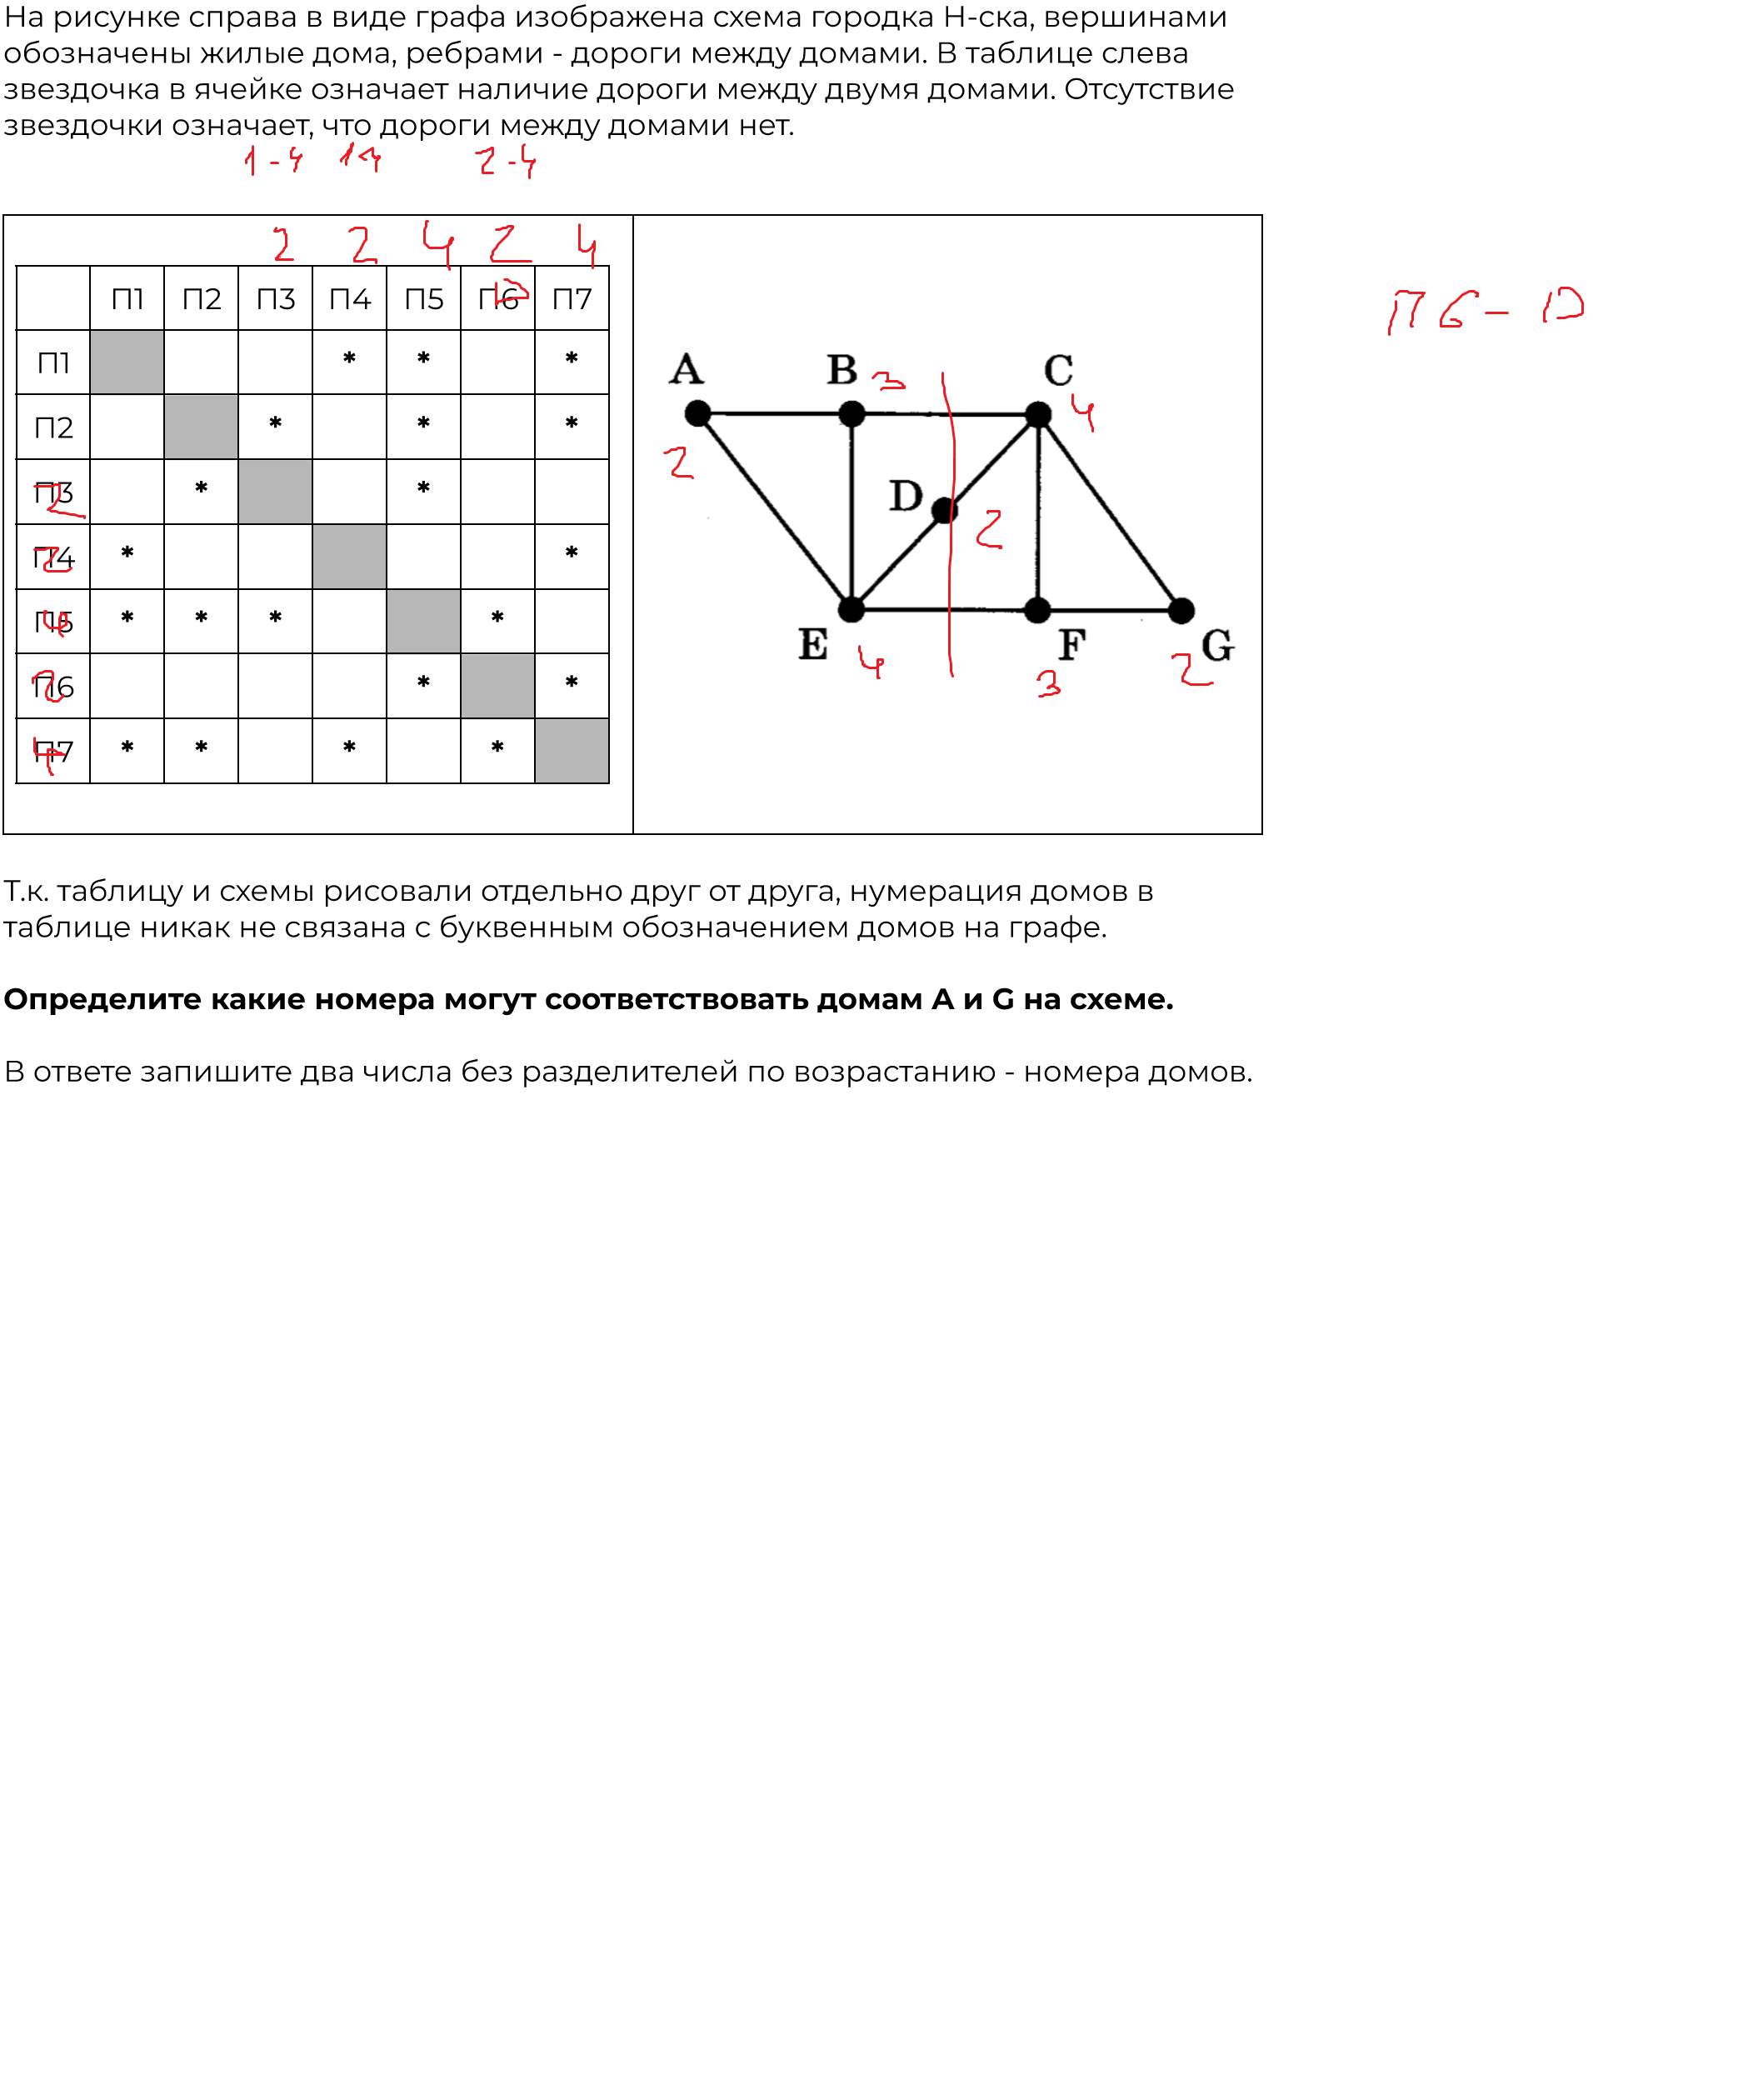 На рисунке справа в виде графа изображена схема городка Н-ска, вершинами
обозначены жилые дома, ребрами - дороги между домами. В таблице слева
звездочка в ячейке означает наличие дороги между двумя домами. Отсутствие
звездочки означает, что дороги между домами нет.
1-4 1-4 2-4
2 2 4 2 4
П1 П2 П3 П4 П5 П6 П7
D
П6 - D
П1 * * *
П2 * * *
П3 * *
2
П4 * *
2
П5 * * * *
4
П6 * *
2
П7 * * * *
4
A B 3 C
4
2
D
2
E F G
4 3 2
Т.к. таблицу и схемы рисовали отдельно друг от друга, нумерация домов в
таблице никак не связана с буквенным обозначением домов на графе.
Определите какие номера могут соответствовать домам A и G на схеме.
В ответе запишите два числа без разделителей по возрастанию - номера домов.